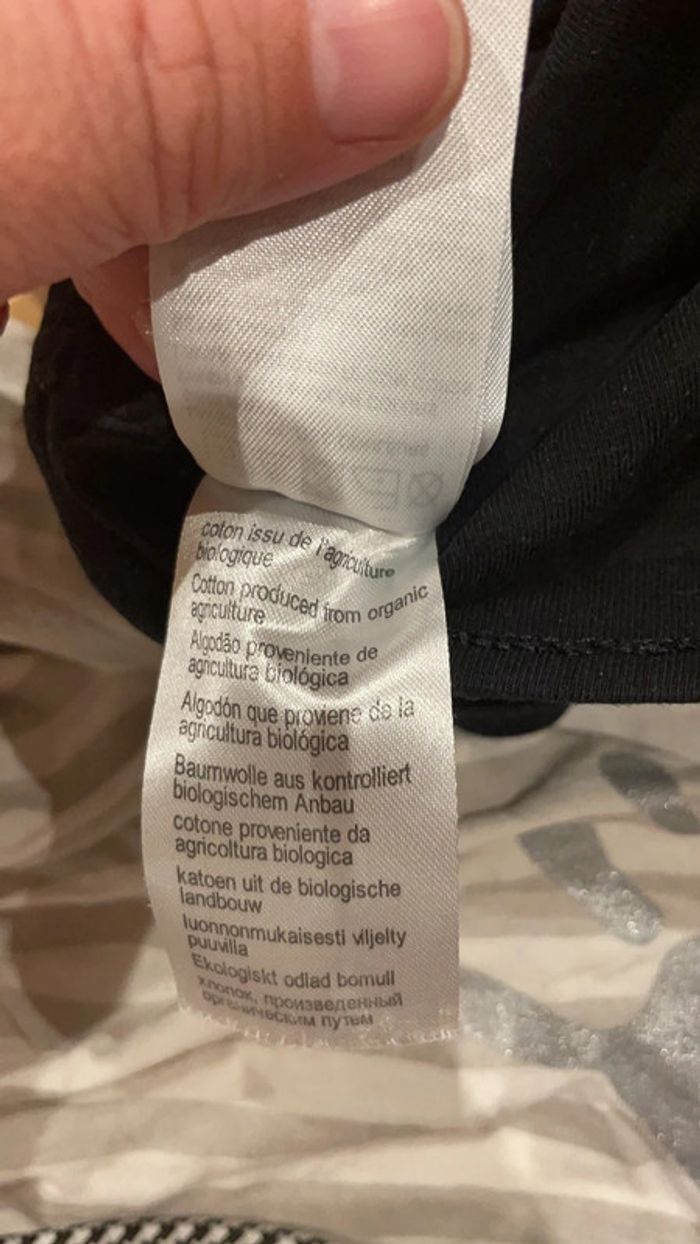 coton issu de l'agriculture
biologique
Cotton produced from organic
agriculture
Algodão proveniente de
agricultura biológica
Algodón que proviene de la
agricultura biológica
Baumwolle aus kontrolliert
biologischem Anbau
cotone proveniente da
agricoltura biologica
katoen uit de biologische
landbouw
luonnonmukaisesti viljelty
puuvilla
Ekologiskt odlad bomull
хлопок, произведенный
органическим путем